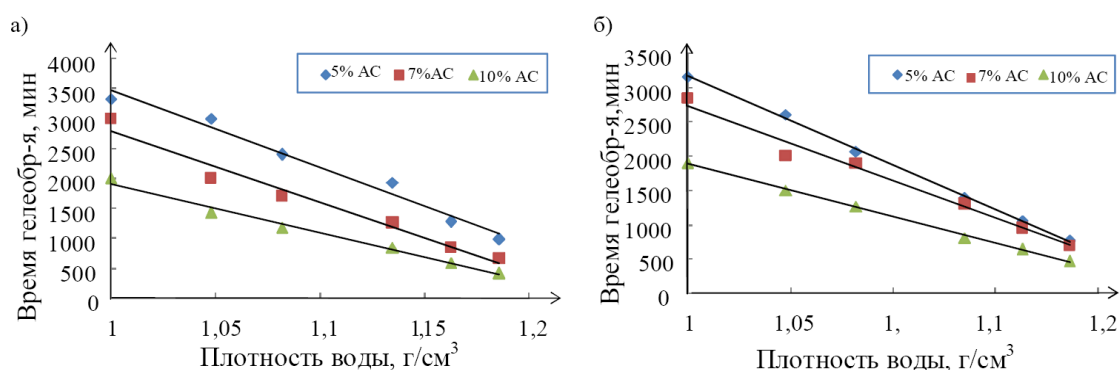 а)
4000
3500
3000
2500
2000
1500
1000
500
0
Время гелеобр-я, мин
5% АС 7%АС 10% АС
1 1,05 1,1 1,15 1,2
Плотность воды, г/см³
б)
3500
3000
2500
2000
1500
1000
500
0
Время гелеобр-я,мин
5% АС 7% АС 10% АС
1 1,05 1, 1,1 1,2
Плотность воды, г/см³